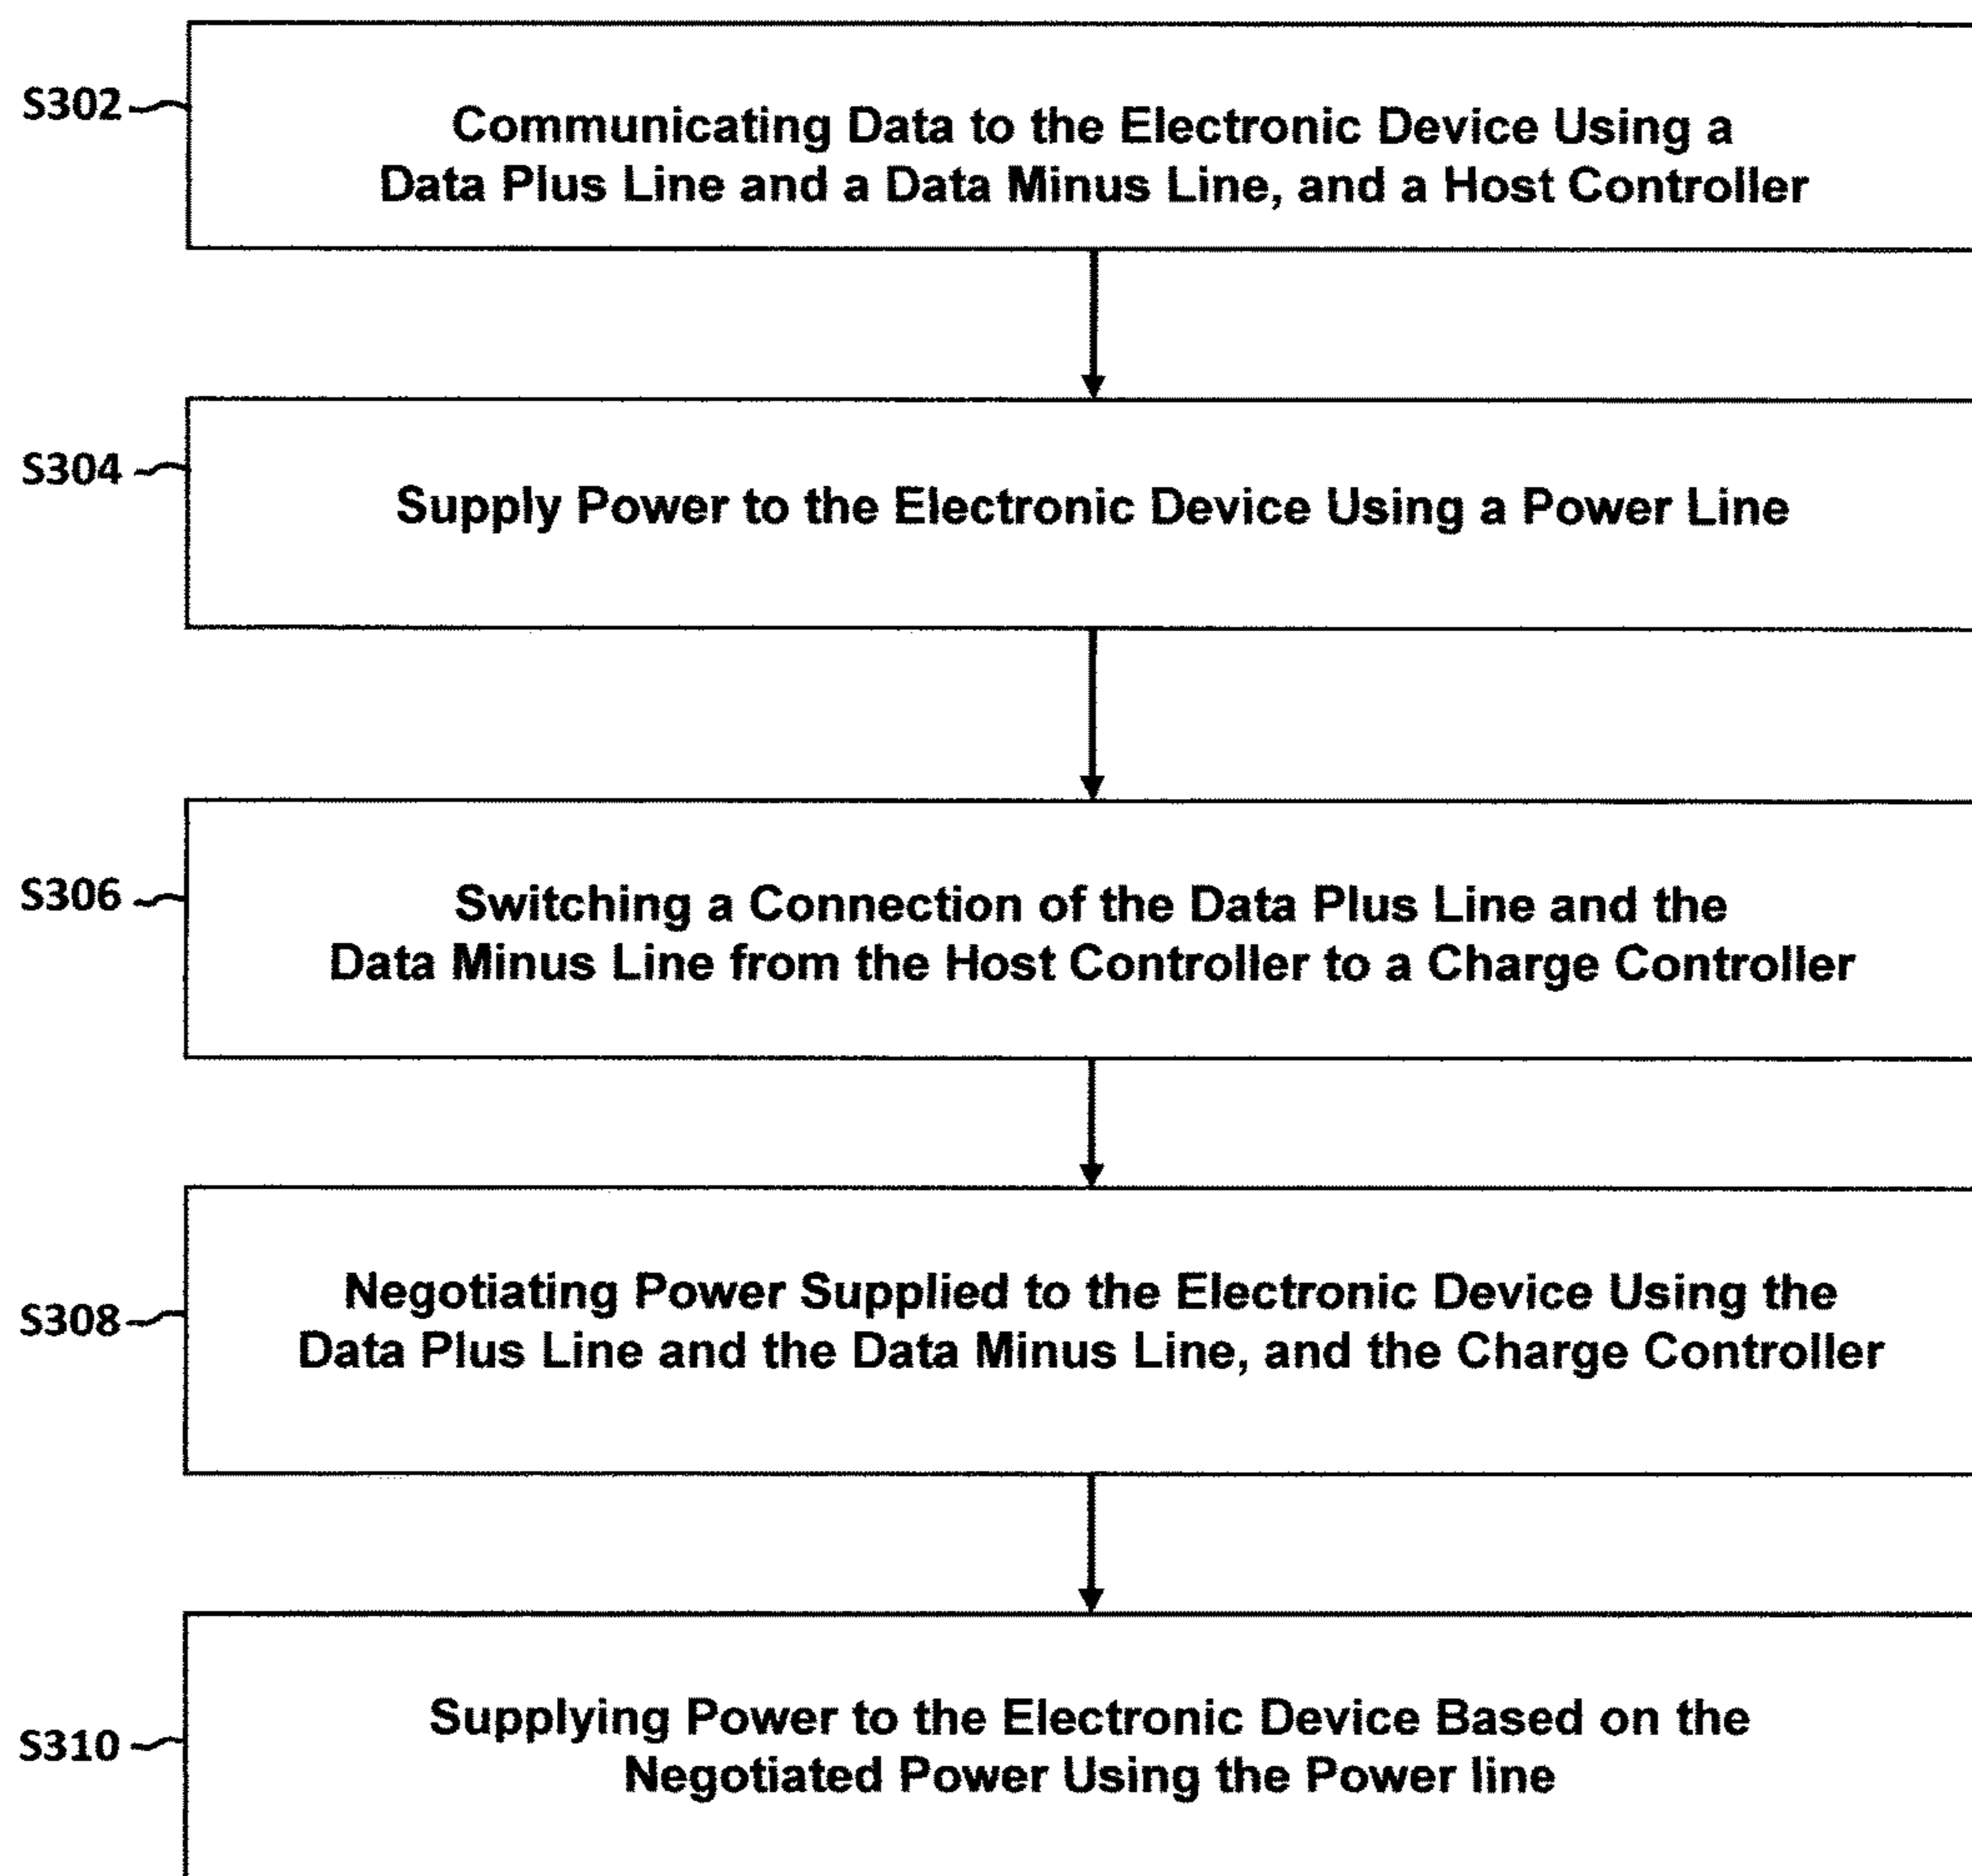 S302
Communicating Data to the Electronic Device Using a
Data Plus Line and a Data Minus Line, and a Host Controller
S304
Supply Power to the Electronic Device Using a Power Line
S306
Switching a Connection of the Data Plus Line and the
Data Minus Line from the Host Controller to a Charge Controller
S308
Negotiating Power Supplied to the Electronic Device Using the
Data Plus Line and the Data Minus Line, and the Charge Controller
S310
Supplying Power to the Electronic Device Based on the
Negotiated Power Using the Power line